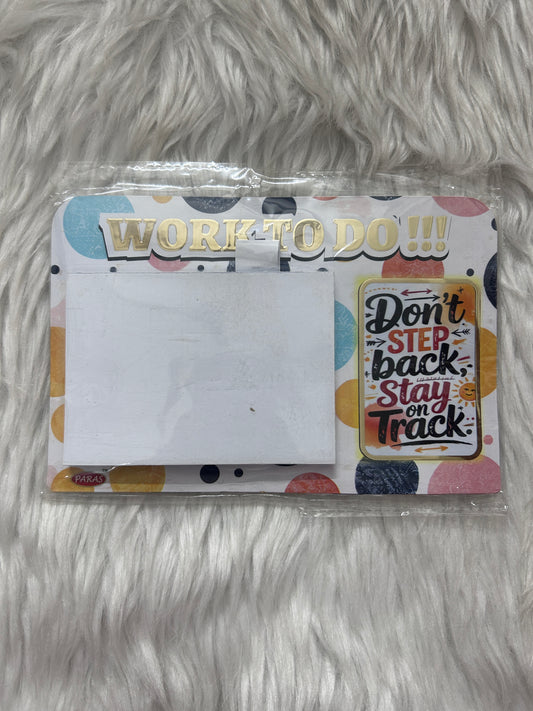 WORK TO DO !!!
Don't
STEP
back,
Stay
on
Track.
PARAS